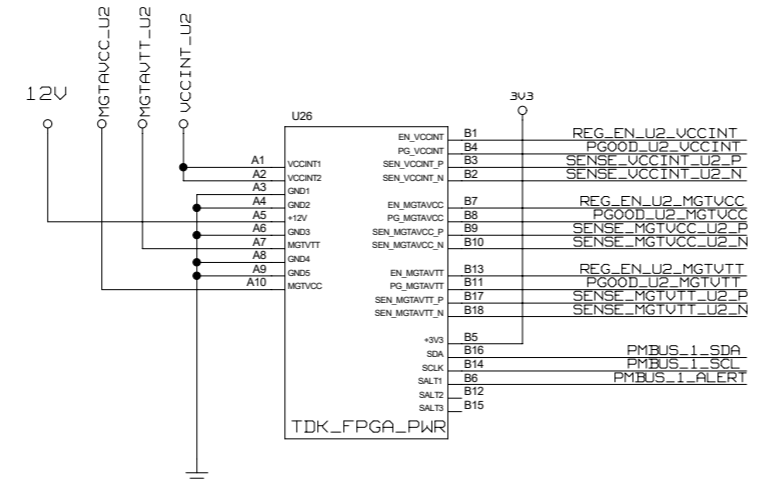 12V
MGTAVCC_U2
MGTAVTT_U2
VCCINT_U2
3V3
U26
A1 VCCINT1
A2 VCCINT2
A3 GND1
A4 GND2
A5 +12V
A6 GND3
A7 MGTVTT
A8 GND4
A9 GND5
A10 MGTVCC
EN_VCCINT B1 REG_EN_U2_VCCINT
PG_VCCINT B4 PGOOD_U2_VCCINT
SEN_VCCINT_P B3 SENSE_VCCINT_U2_P
SEN_VCCINT_N B2 SENSE_VCCINT_U2_N
EN_MGTAVCC B7 REG_EN_U2_MGTVCC
PG_MGTAVCC B8 PGOOD_U2_MGTVCC
SEN_MGTAVCC_P B9 SENSE_MGTVCC_U2_P
SEN_MGTAVCC_N B10 SENSE_MGTVCC_U2_N
EN_MGTAVTT B13 REG_EN_U2_MGTVTT
PG_MGTAVTT B11 PGOOD_U2_MGTVTT
SEN_MGTAVTT_P B17 SENSE_MGTVTT_U2_P
SEN_MGTAVTT_N B18 SENSE_MGTVTT_U2_N
+3V3 B5
SDA B16 PMBUS_1_SDA
SCLK B14 PMBUS_1_SCL
SALT1 B6 PMBUS_1_ALERT
SALT2 B12
SALT3 B15
TDK_FPGA_PWR